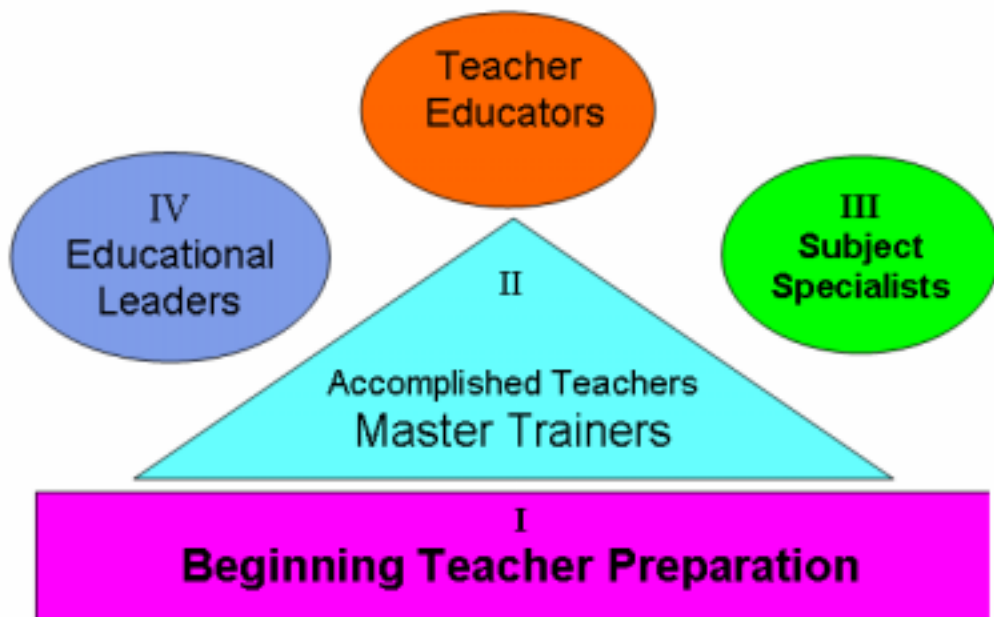 Teacher
Educators
IV
Educational
Leaders
III
Subject
Specialists
II
Accomplished Teachers
Master Trainers
I
Beginning Teacher Preparation